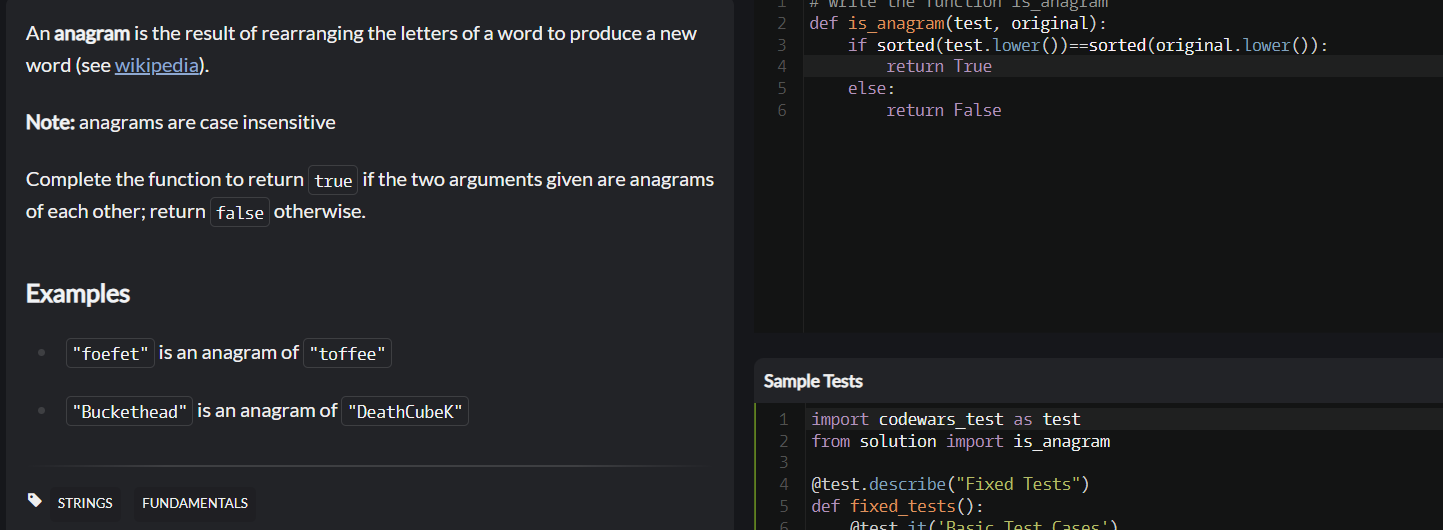 An anagram is the result of rearranging the letters of a word to produce a new
word (see wikipedia).
Note: anagrams are case insensitive
Complete the function to return true if the two arguments given are anagrams
of each other; return false otherwise.
Examples
"foefet" is an anagram of "toffee"
"Buckethead" is an anagram of "DeathCubeK"
STRINGS FUNDAMENTALS
1 # write the function is_anagram
2 def is_anagram(test, original):
3     if sorted(test.lower())==sorted(original.lower()):
4         return True
5     else:
6         return False
Sample Tests
1 import codewars_test as test
2 from solution import is_anagram
3
4 @test.describe("Fixed Tests")
5 def fixed_tests():
6     @test.it('Basic Test Cases')